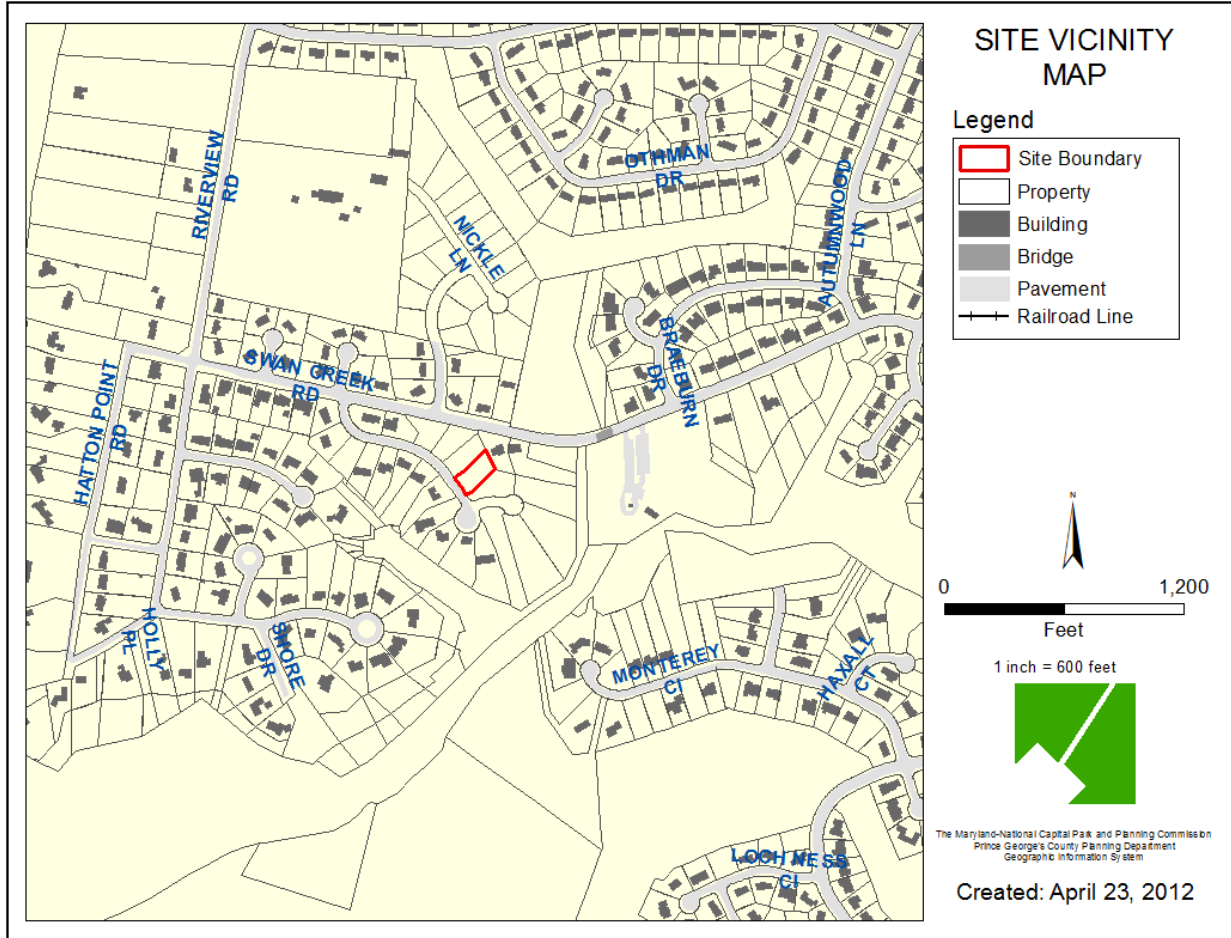 SITE VICINITY
MAP
Legend
Site Boundary
Property
Building
Bridge
Pavement
Railroad Line
N
0 1,200
Feet
1 inch = 600 feet
The Maryland-National Capital Park and Planning Commission
Prince George's County Planning Department
Geographic Information System
Created: April 23, 2012
RIVERVIEW
RD
OTHMAN
DR
AUTUMNWOOD
LN
NICKLE
LN
BRAEBURN
DR
SWAN CREEK
RD
HATTON POINT
RD
HOLLY
PL
SHORE
DR
MONTEREY
CI
HAXALL
CT
LOCH NESS
CI